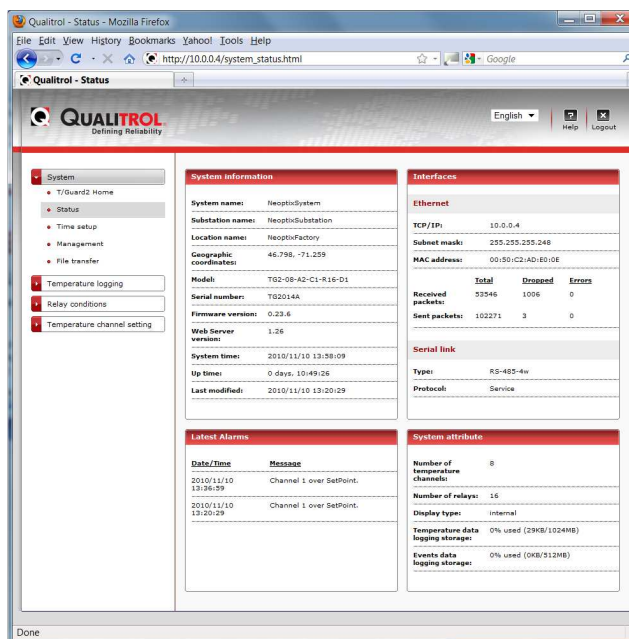 Qualitrol - Status - Mozilla Firefox
File Edit View History Bookmarks Yahoo! Tools Help
http://10.0.0.4/system_status.html
Google
Qualitrol - Status
QUALITROL
Defining Reliability
English
Help
Logout
System
T/Guard2 Home
Status
Time setup
Management
File transfer
Temperature logging
Relay conditions
Temperature channel setting
System information
System name: NeoptixSystem
Substation name: NeoptixSubstation
Location name: NeoptixFactory
Geographic coordinates: 46.798, -71.259
Model: TG2-08-A2-C1-R16-D1
Serial number: TG2014A
Firmware version: 0.23.6
Web Server version: 1.26
System time: 2010/11/10 13:58:09
Up time: 0 days, 10:49:26
Last modified: 2010/11/10 13:20:29
Interfaces
Ethernet
TCP/IP: 10.0.0.4
Subnet mask: 255.255.255.248
MAC address: 00:50:C2:AD:E0:0E
Total Dropped Errors
Received packets: 53546 1006 0
Sent packets: 102271 3 0
Serial link
Type: RS-485-4w
Protocol: Service
Latest Alarms
Date/Time Message
2010/11/10 13:36:59 Channel 1 over SetPoint.
2010/11/10 13:20:29 Channel 1 over SetPoint.
System attribute
Number of temperature channels: 8
Number of relays: 16
Display type: internal
Temperature data logging storage: 0% used (29KB/1024MB)
Events data logging storage: 0% used (0KB/512MB)
Done